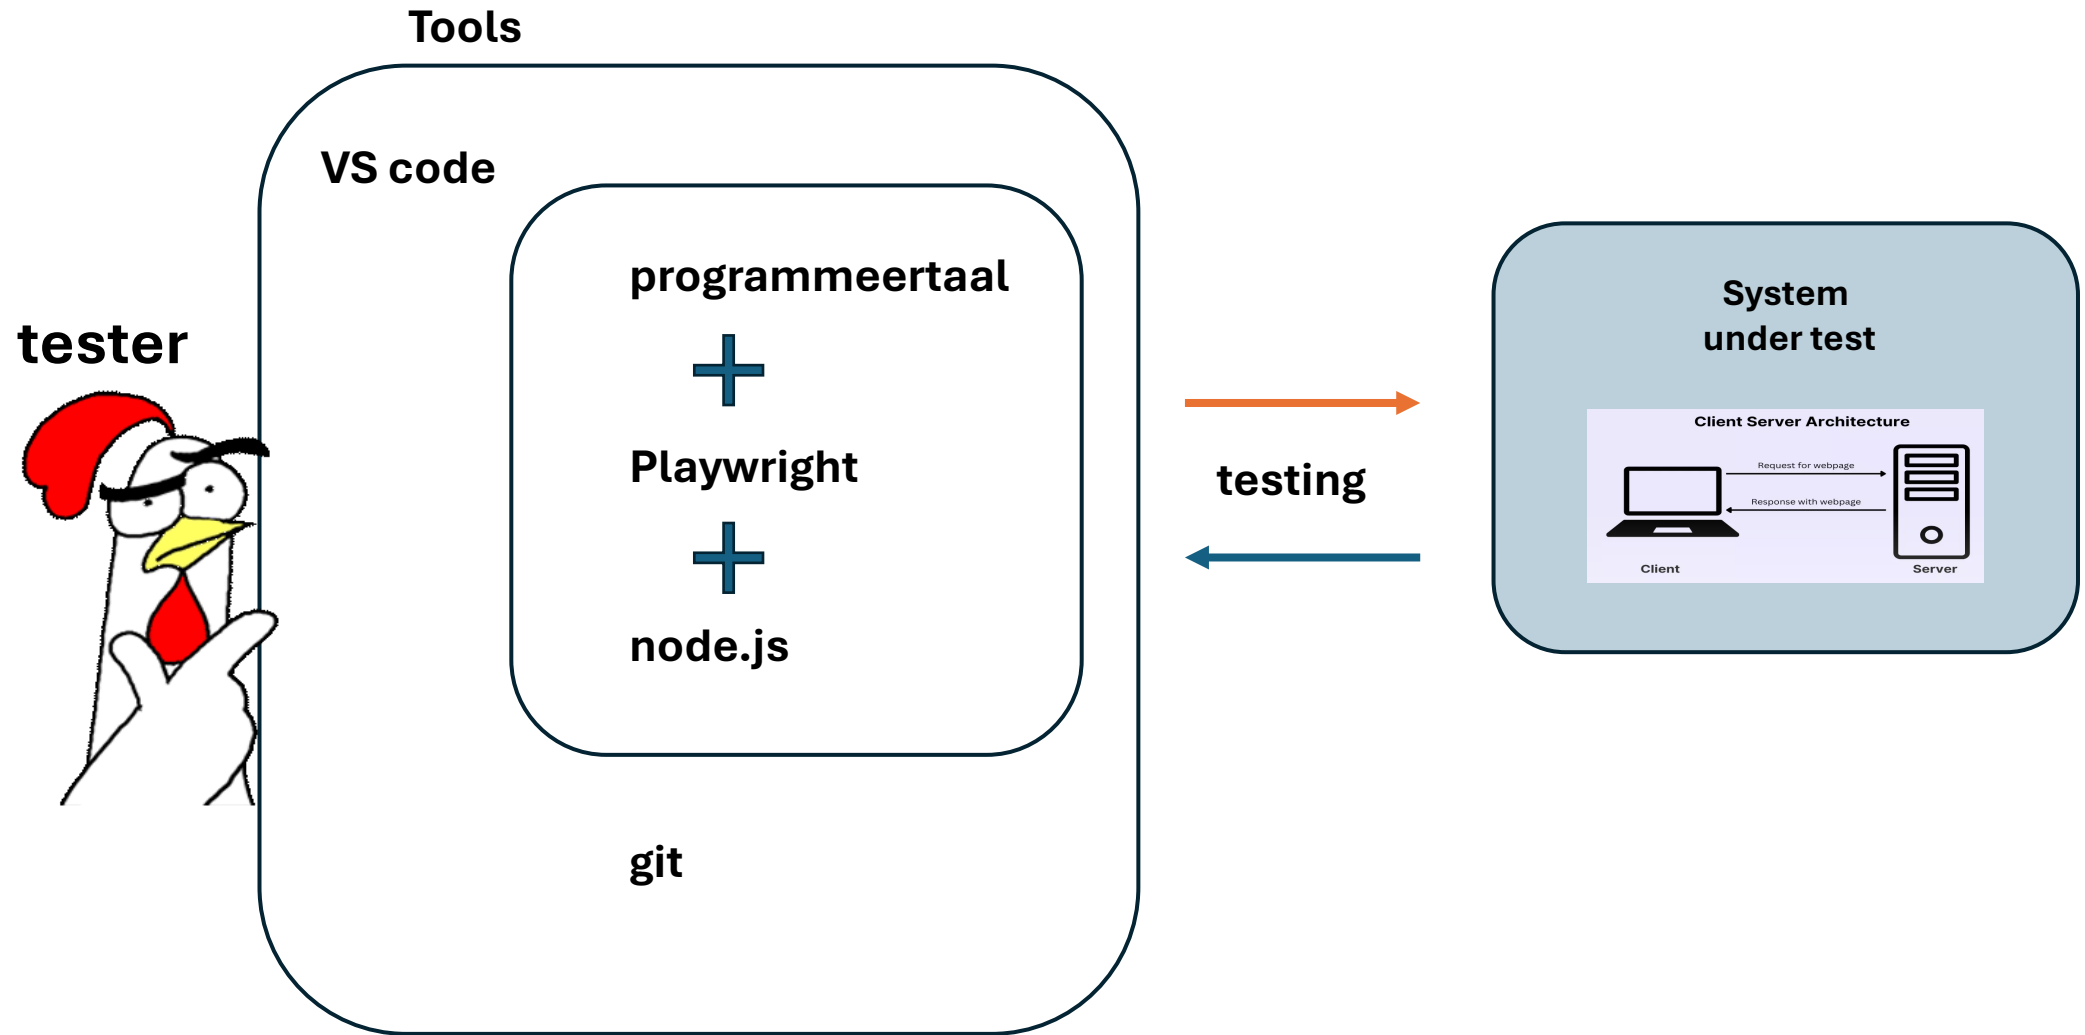 Tools
VS code
programmeertaal
Playwright
node.js
git
tester
testing
System
under test
Client Server Architecture
Request for webpage
Response with webpage
Client
Server